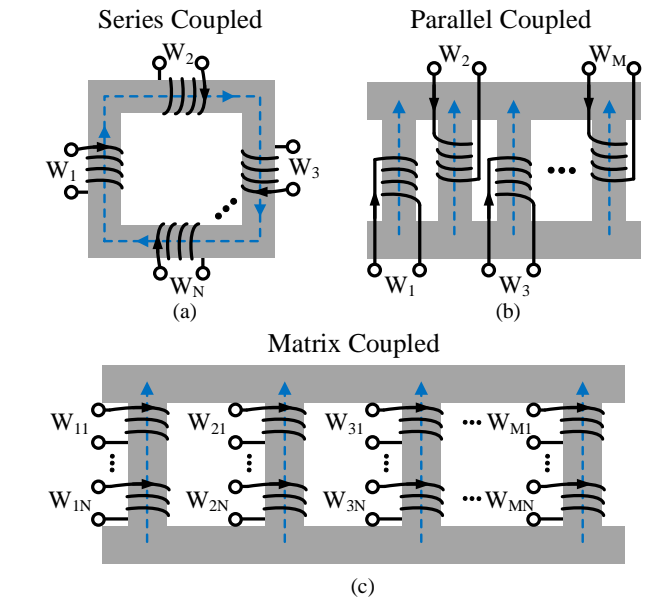 Series Coupled
Parallel Coupled
W2
W1
W3
WN
(a)
W2
WM
W1
W3
(b)
Matrix Coupled
W11
W21
W31
WM1
W1N
W2N
W3N
WMN
(c)